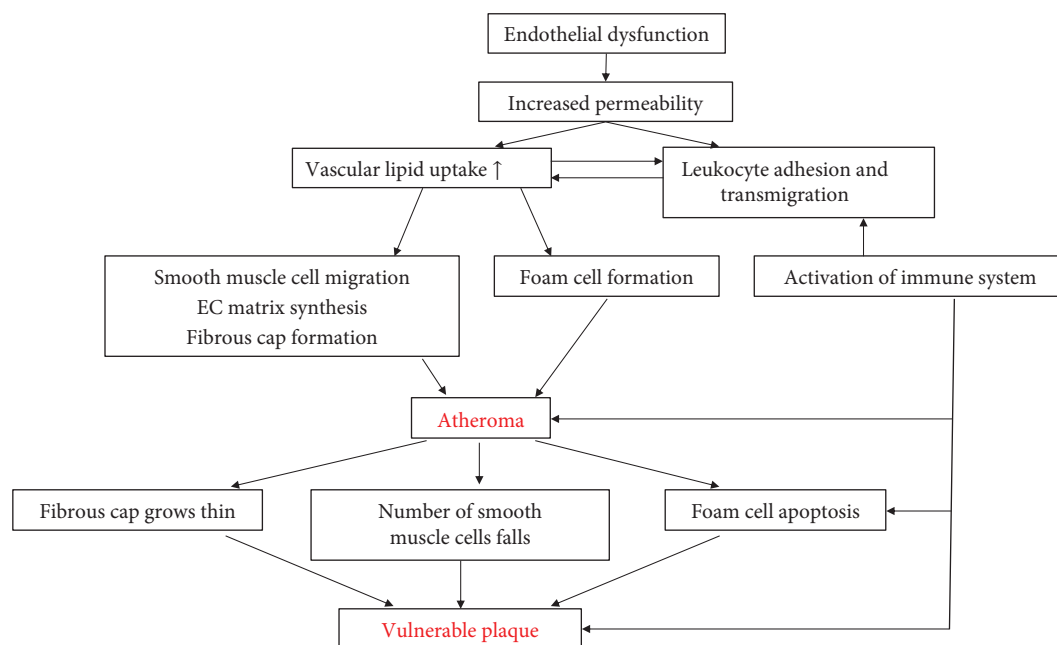 Endothelial dysfunction
Increased permeability
Vascular lipid uptake ↑
Leukocyte adhesion and
transmigration
Smooth muscle cell migration
EC matrix synthesis
Fibrous cap formation
Foam cell formation
Activation of immune system
Atheroma
Fibrous cap grows thin
Number of smooth
muscle cells falls
Foam cell apoptosis
Vulnerable plaque